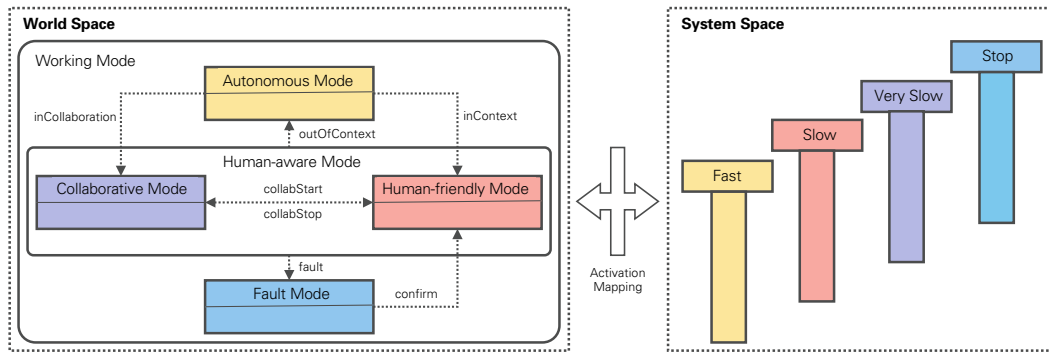 World Space
Working Mode
Autonomous Mode
inCollaboration
inContext
outOfContext
Human-aware Mode
Collaborative Mode
collabStart
collabStop
Human-friendly Mode
fault
Fault Mode
confirm
Activation
Mapping
System Space
Stop
Very Slow
Slow
Fast